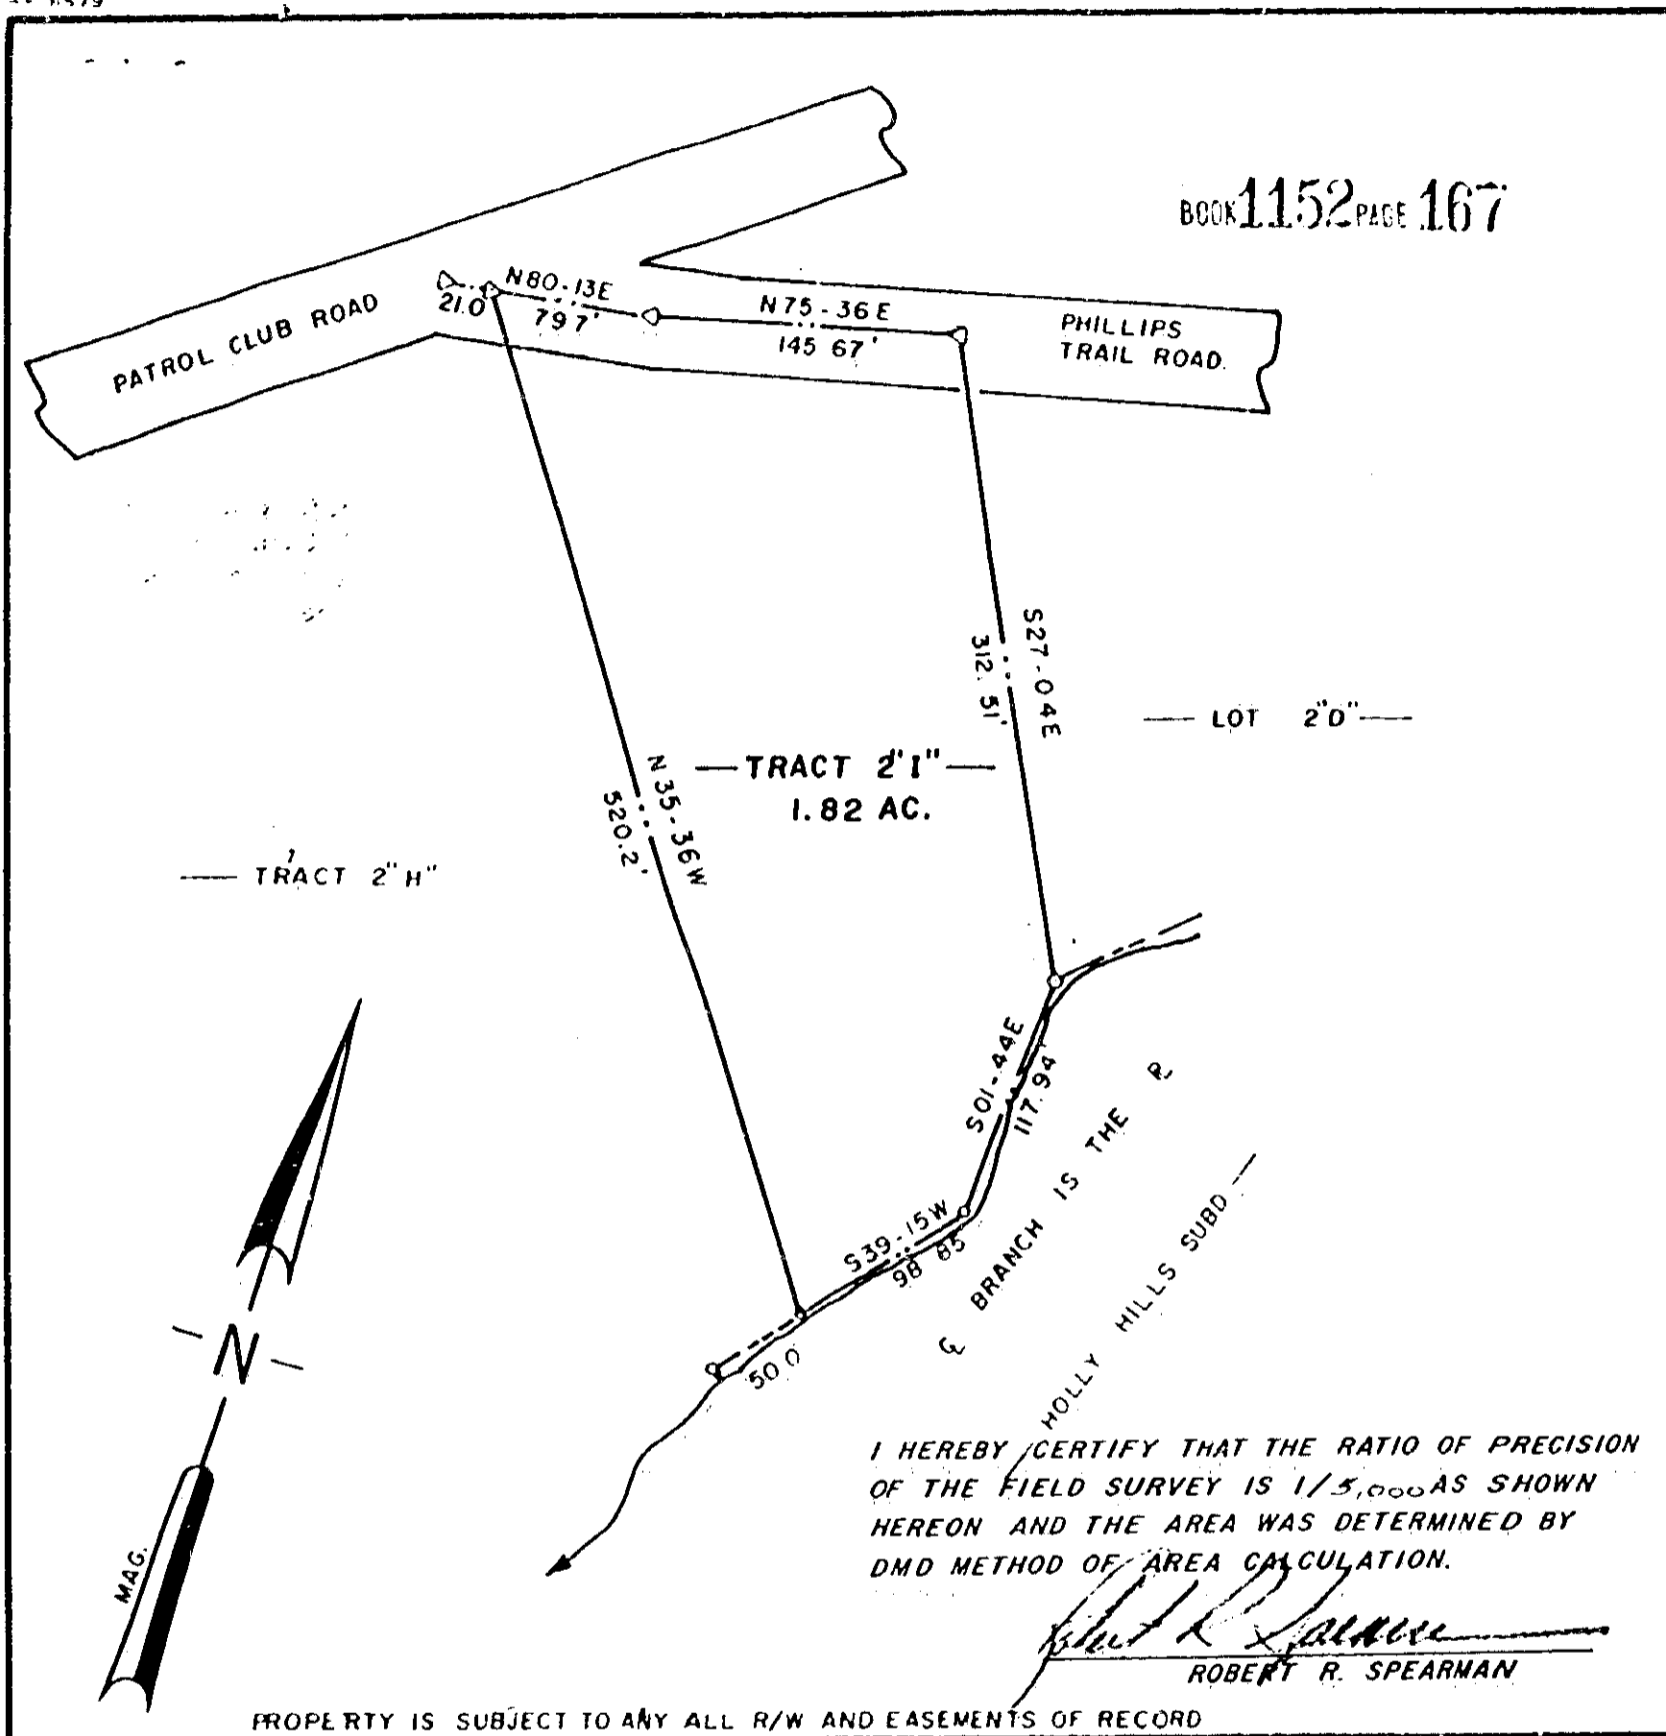 BOOK 1152 PAGE 167
PATROL CLUB ROAD
21.0'
N80-13E
79.7'
N75-36E
145.67'
PHILLIPS
TRAIL ROAD.
S27-04E
312.51'
— LOT 2"D" —
— TRACT 2"I" —
1.82 AC.
N35-36W
520.2'
— TRACT 2"H"
S01-44E
117.94'
S39-15W
98 85
50 0
BRANCH IS THE
HOLLY HILLS SUBD —
N
MAG.
I HEREBY CERTIFY THAT THE RATIO OF PRECISION
OF THE FIELD SURVEY IS 1/5,000 AS SHOWN
HEREON AND THE AREA WAS DETERMINED BY
DMD METHOD OF AREA CALCULATION.
ROBERT R. SPEARMAN
PROPERTY IS SUBJECT TO ANY ALL R/W AND EASEMENTS OF RECORD